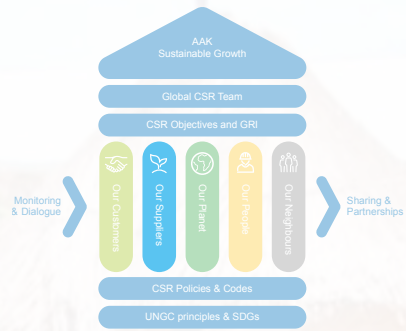 AAK
Sustainable Growth
Global CSR Team
CSR Objectives and GRI
Monitoring
& Dialogue
Our Customers
Our Suppliers
Our Planet
Our People
Our Neighbours
Sharing &
Partnerships
CSR Policies & Codes
UNGC principles & SDGs